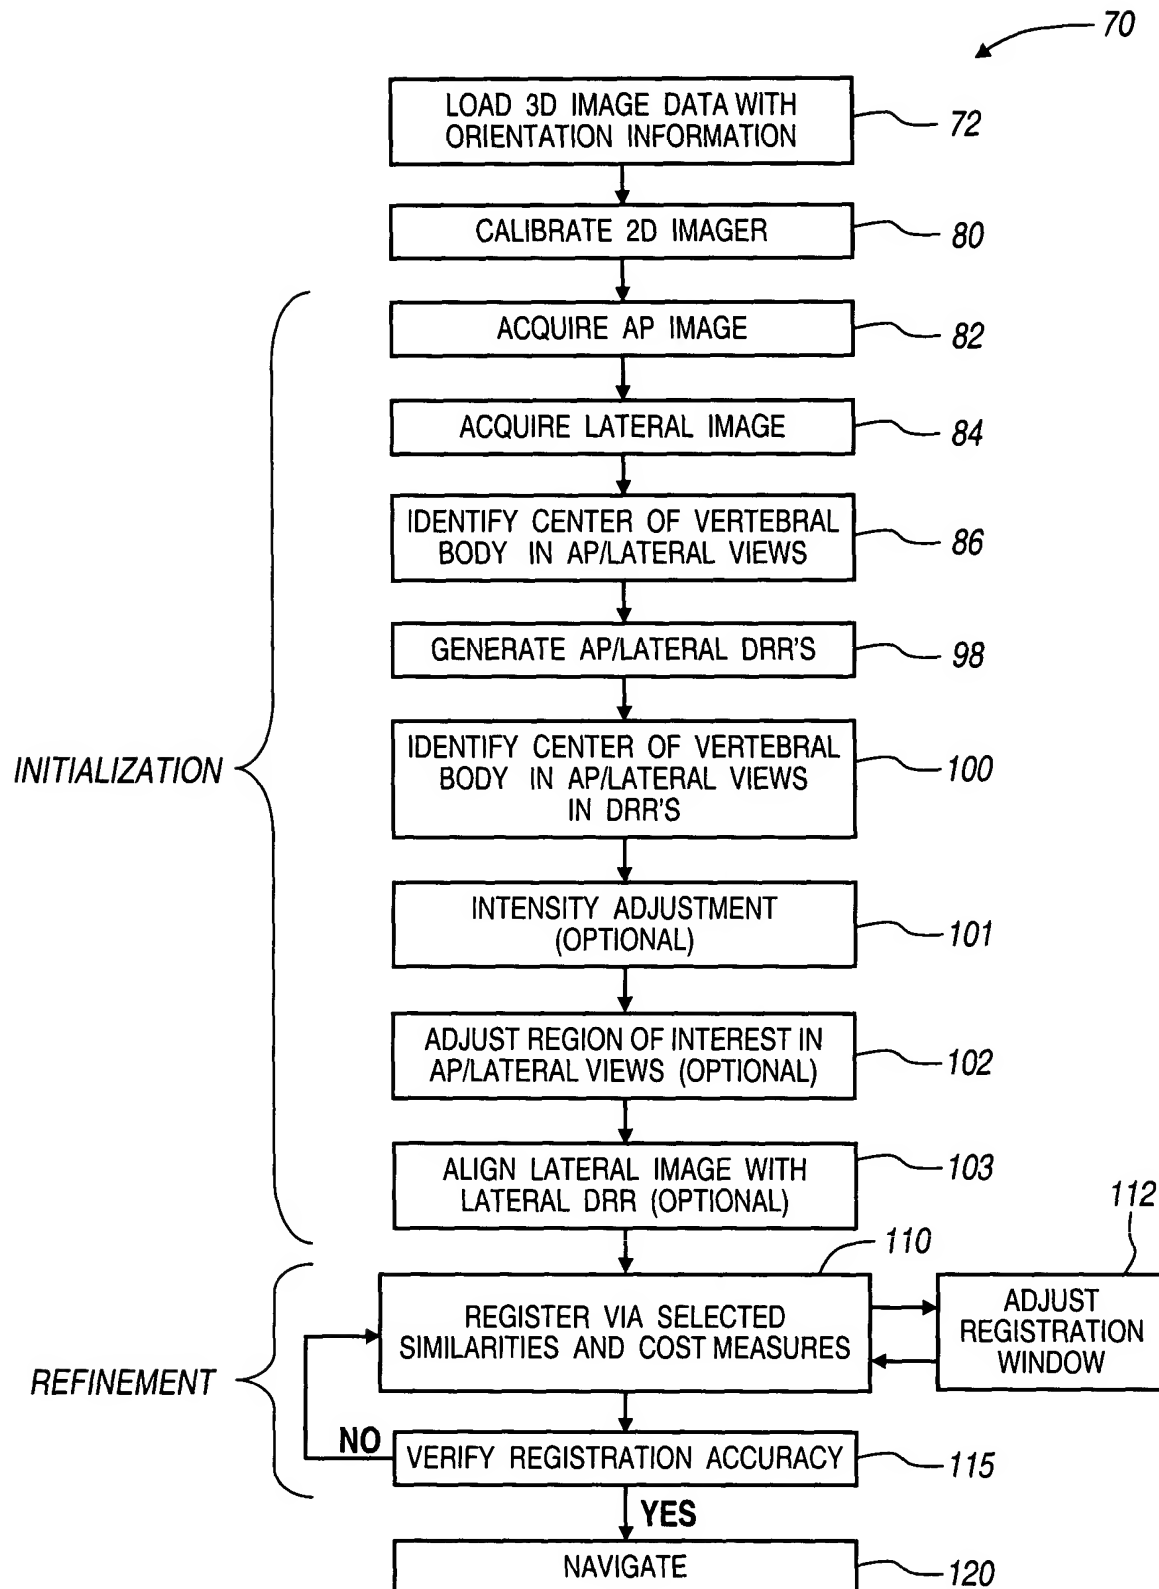 70
LOAD 3D IMAGE DATA WITH
ORIENTATION INFORMATION
72
CALIBRATE 2D IMAGER
80
ACQUIRE AP IMAGE
82
ACQUIRE LATERAL IMAGE
84
IDENTIFY CENTER OF VERTEBRAL
BODY IN AP/LATERAL VIEWS
86
GENERATE AP/LATERAL DRR'S
98
INITIALIZATION
IDENTIFY CENTER OF VERTEBRAL
BODY IN AP/LATERAL VIEWS
IN DRR'S
100
INTENSITY ADJUSTMENT
(OPTIONAL)
101
ADJUST REGION OF INTEREST IN
AP/LATERAL VIEWS (OPTIONAL)
102
ALIGN LATERAL IMAGE WITH
LATERAL DRR (OPTIONAL)
103
112
110
REGISTER VIA SELECTED
SIMILARITIES AND COST MEASURES
ADJUST
REGISTRATION
WINDOW
REFINEMENT
NO
VERIFY REGISTRATION ACCURACY
115
YES
NAVIGATE
120